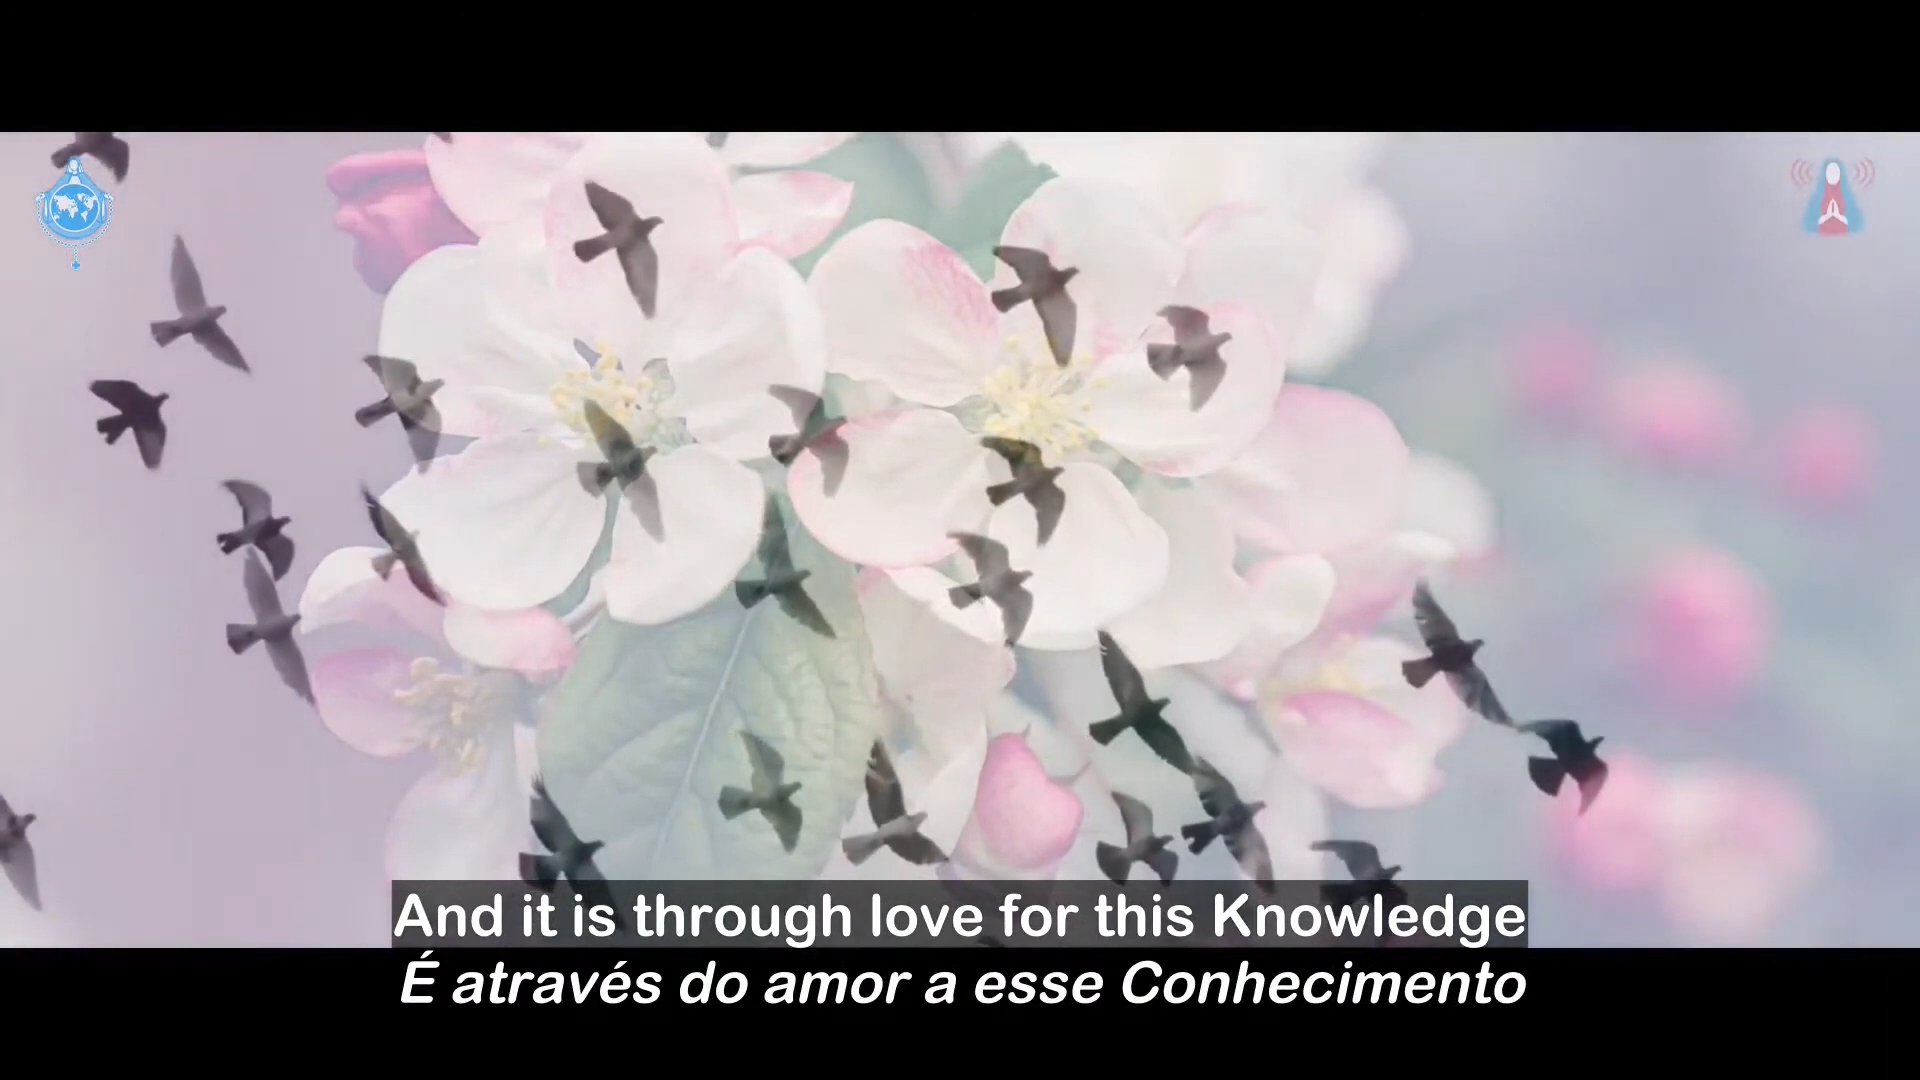 And it is through love for this Knowledge
É através do amor a esse Conhecimento